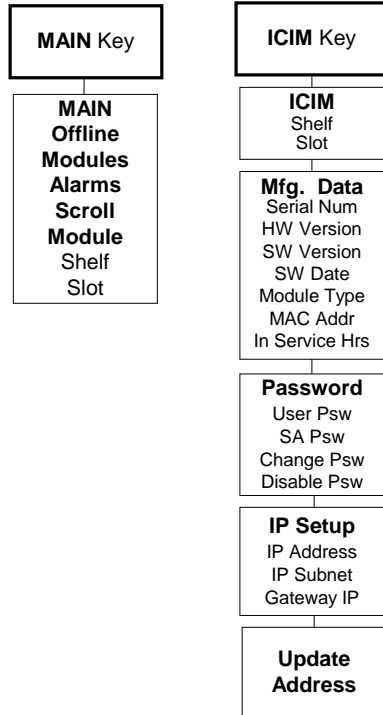 MAIN Key
MAIN
Offline
Modules
Alarms
Scroll
Module
Shelf
Slot
ICIM Key
ICIM
Shelf
Slot
Mfg. Data
Serial Num
HW Version
SW Version
SW Date
Module Type
MAC Addr
In Service Hrs
Password
User Psw
SA Psw
Change Psw
Disable Psw
IP Setup
IP Address
IP Subnet
Gateway IP
Update
Address